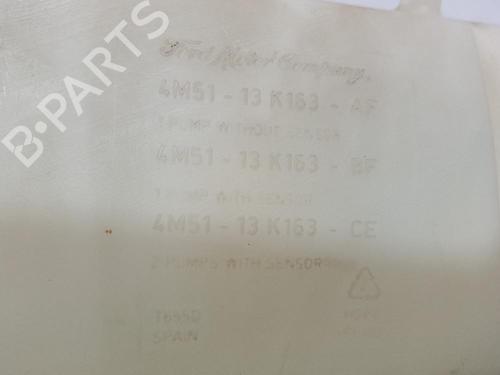 Ford Motor Company
4M51 - 13 K163 - AF
1 PUMP WITHOUT SENSOR
4M51 - 13 K163 - BF
1 PUMP WITH SENSOR
4M51 - 13 K163 - CE
2 PUMPS WITH SENSOR
SPAIN
B-PARTS